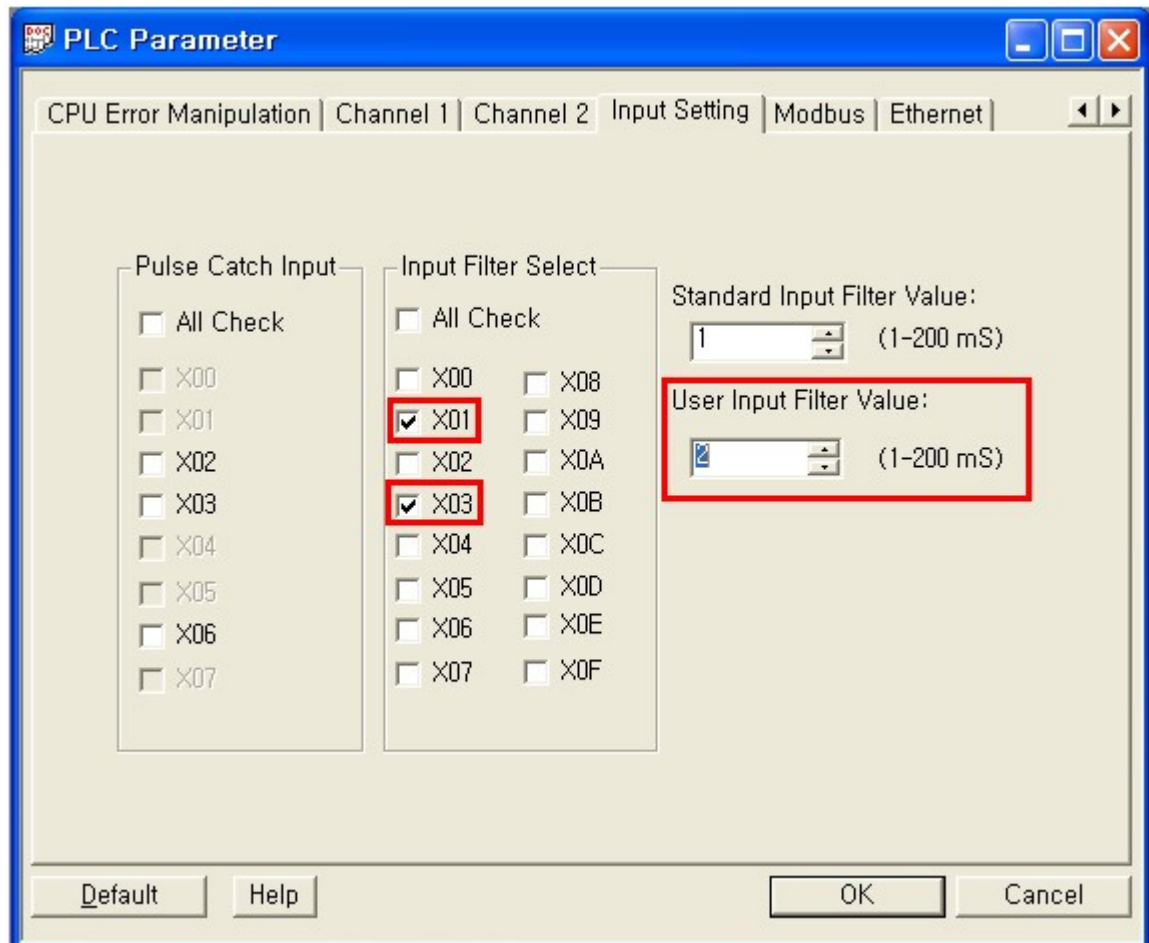 PLC Parameter
CPU Error Manipulation
Channel 1
Channel 2
Input Setting
Modbus
Ethernet
Pulse Catch Input
All Check
X00
X01
X02
X03
X04
X05
X06
X07
Input Filter Select
All Check
X00
X01
X02
X03
X04
X05
X06
X07
X08
X09
X0A
X0B
X0C
X0D
X0E
X0F
Standard Input Filter Value:
1 (1-200 mS)
User Input Filter Value:
2 (1-200 mS)
Default
Help
OK
Cancel